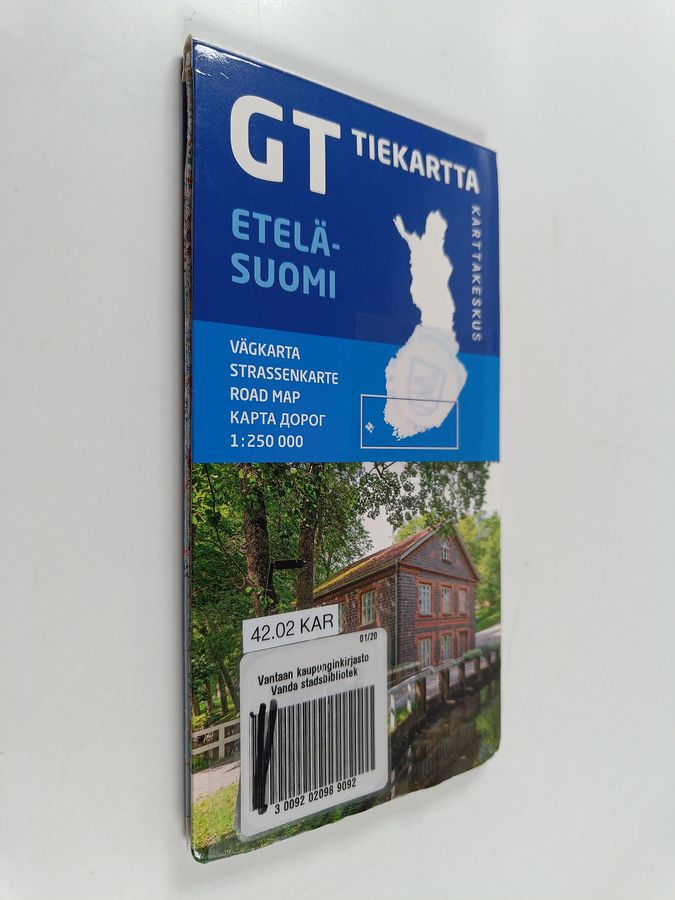 GT TIEKARTTA
KARTTAKESKUS
ETELÄ-
SUOMI
VÄGKARTA
STRASSENKARTE
ROAD MAP
КАРТА ДОРОГ
1:250 000
42.02 KAR
01/20
Vantaan kaupunginkirjasto
Vanda stadsbibliotek
3 0092 02098 9092